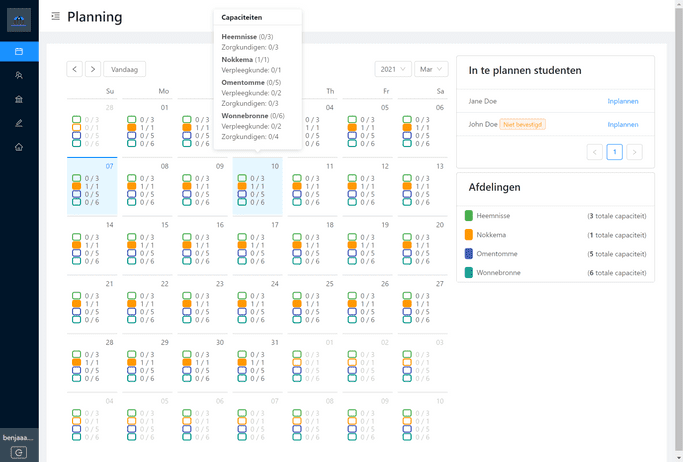 Planning
Capaciteiten
Heemnisse (0/3)
Zorgkundigen: 0/3
Nokkema (1/1)
Verpleegkunde: 0/1
Omentomme (0/5)
Verpleegkunde: 0/2
Zorgkundigen: 0/3
Wonnebronne (0/6)
Verpleegkunde: 0/2
Zorgkundigen: 0/4
Vandaag 2021 Mar
Su Mo Th Fr Sa
28 01 04 05 06
0 / 3 0 / 3 0 / 3 0 / 3 0 / 3 0 / 3
0 / 1 1 / 1 1 / 1 1 / 1 1 / 1 1 / 1
0 / 5 0 / 5 0 / 5 0 / 5 0 / 5 0 / 5
0 / 6 0 / 6 0 / 6 0 / 6 0 / 6 0 / 6
07 08 09 10 11 12 13
0 / 3 0 / 3 0 / 3 0 / 3 0 / 3 0 / 3 0 / 3
1 / 1 1 / 1 1 / 1 1 / 1 1 / 1 1 / 1 1 / 1
0 / 5 0 / 5 0 / 5 0 / 5 0 / 5 0 / 5 0 / 5
0 / 6 0 / 6 0 / 6 0 / 6 0 / 6 0 / 6 0 / 6
14 15 16 17 18 19 20
0 / 3 0 / 3 0 / 3 0 / 3 0 / 3 0 / 3 0 / 3
1 / 1 1 / 1 1 / 1 1 / 1 1 / 1 1 / 1 1 / 1
0 / 5 0 / 5 0 / 5 0 / 5 0 / 5 0 / 5 0 / 5
0 / 6 0 / 6 0 / 6 0 / 6 0 / 6 0 / 6 0 / 6
21 22 23 24 25 26 27
0 / 3 0 / 3 0 / 3 0 / 3 0 / 3 0 / 3 0 / 3
1 / 1 1 / 1 1 / 1 1 / 1 1 / 1 1 / 1 1 / 1
0 / 5 0 / 5 0 / 5 0 / 5 0 / 5 0 / 5 0 / 5
0 / 6 0 / 6 0 / 6 0 / 6 0 / 6 0 / 6 0 / 6
28 29 30 31 01 02 03
0 / 3 0 / 3 0 / 3 0 / 3 0 / 3 0 / 3 0 / 3
1 / 1 1 / 1 1 / 1 1 / 1 0 / 1 0 / 1 0 / 1
0 / 5 0 / 5 0 / 5 0 / 5 0 / 5 0 / 5 0 / 5
0 / 6 0 / 6 0 / 6 0 / 6 0 / 6 0 / 6 0 / 6
04 05 06 07 08 09 10
0 / 3 0 / 3 0 / 3 0 / 3 0 / 3 0 / 3 0 / 3
0 / 1 0 / 1 0 / 1 0 / 1 0 / 1 0 / 1 0 / 1
0 / 5 0 / 5 0 / 5 0 / 5 0 / 5 0 / 5 0 / 5
0 / 6 0 / 6 0 / 6 0 / 6 0 / 6 0 / 6 0 / 6
In te plannen studenten
Jane Doe Inplannen
John Doe Niet bevestigd Inplannen
< 1 >
Afdelingen
Heemnisse (3 totale capaciteit)
Nokkema (1 totale capaciteit)
Omentomme (5 totale capaciteit)
Wonnebronne (6 totale capaciteit)
benjaaa...